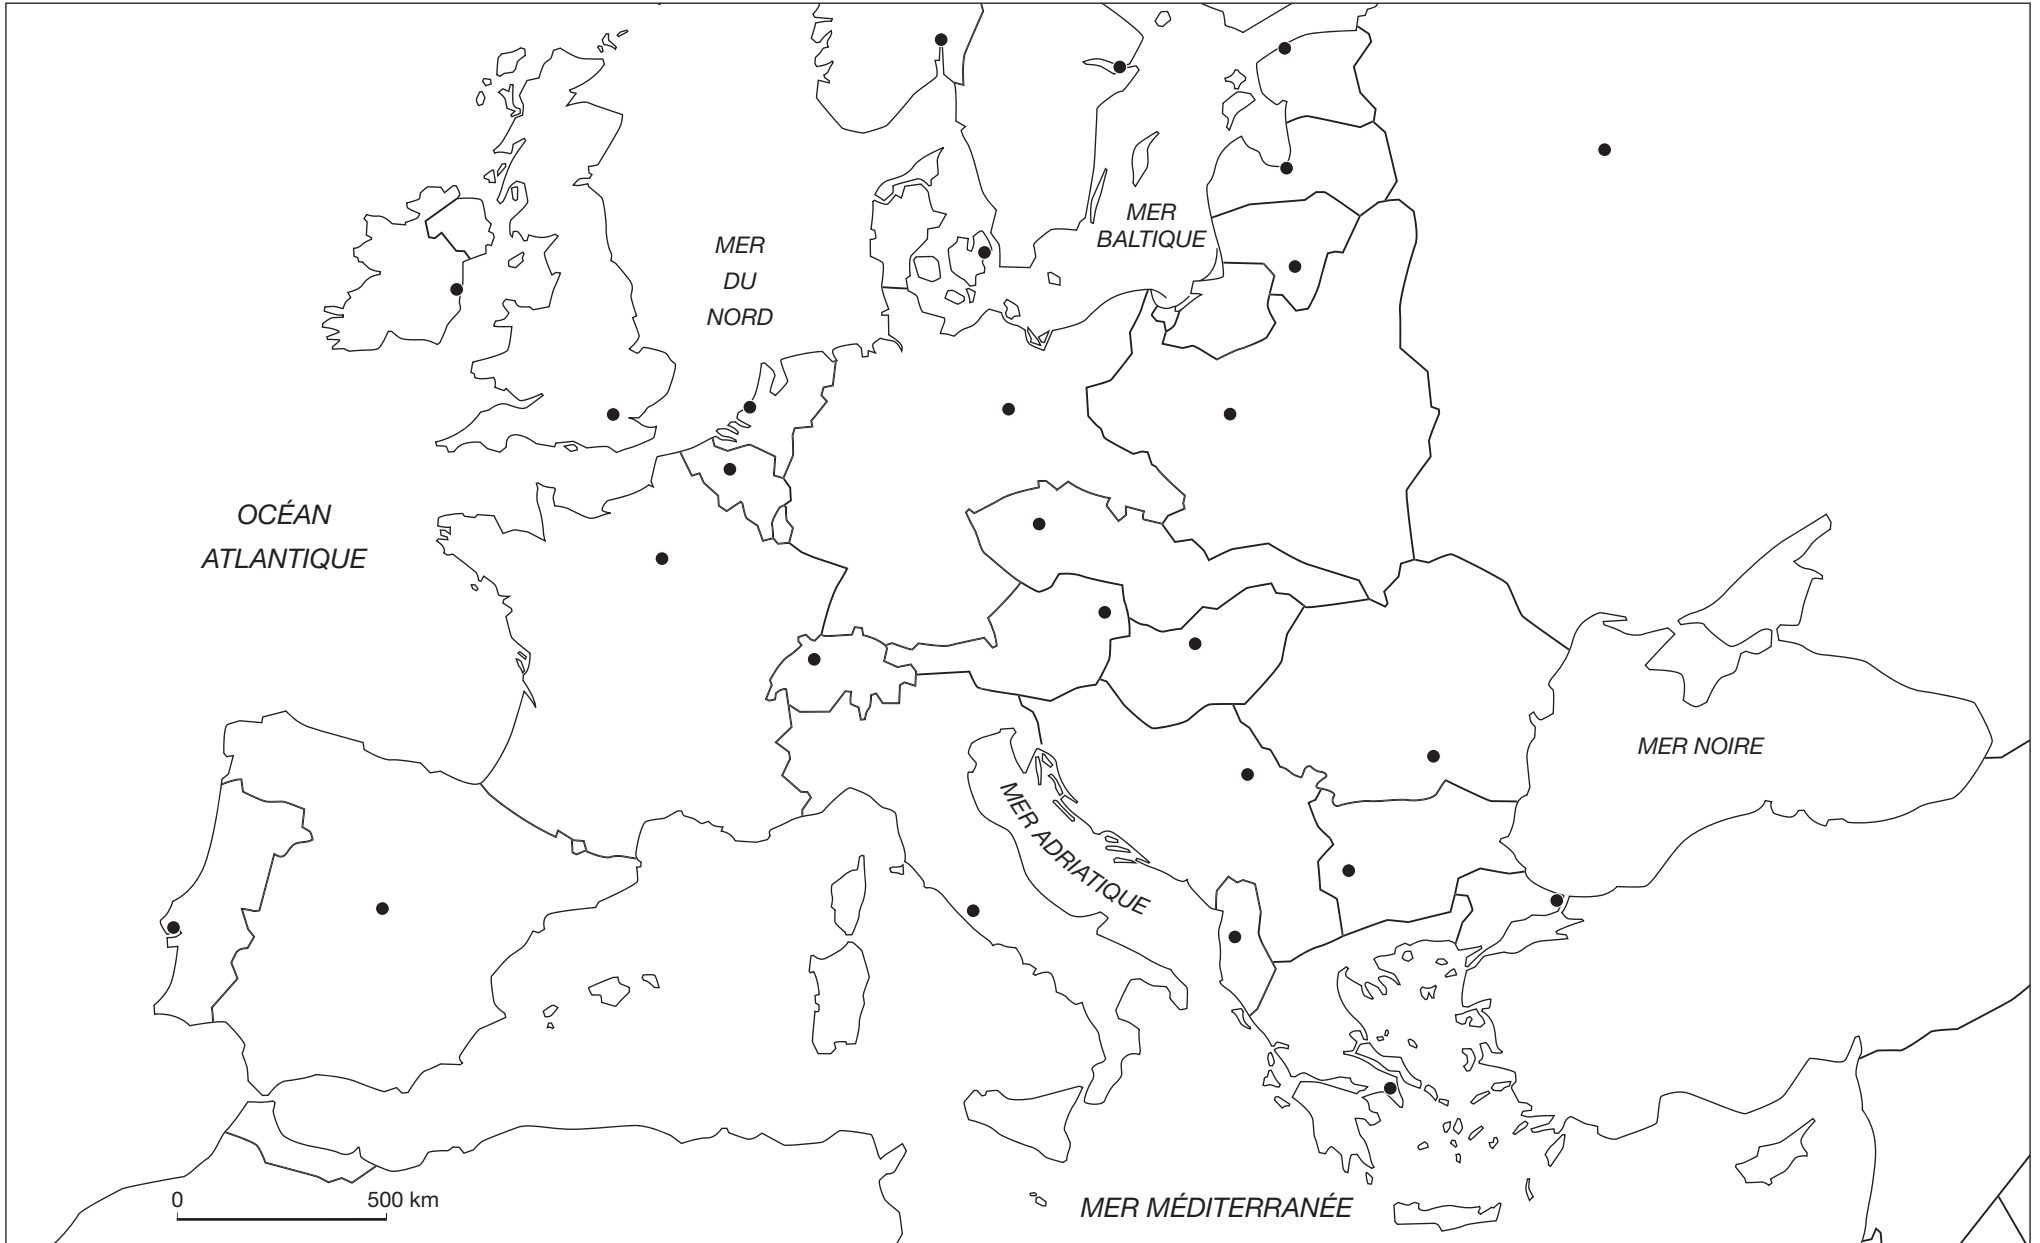 MER
BALTIQUE
MER
DU
NORD
OCÉAN
ATLANTIQUE
MER NOIRE
MER ADRIATIQUE
0 500 km
MER MÉDITERRANÉE